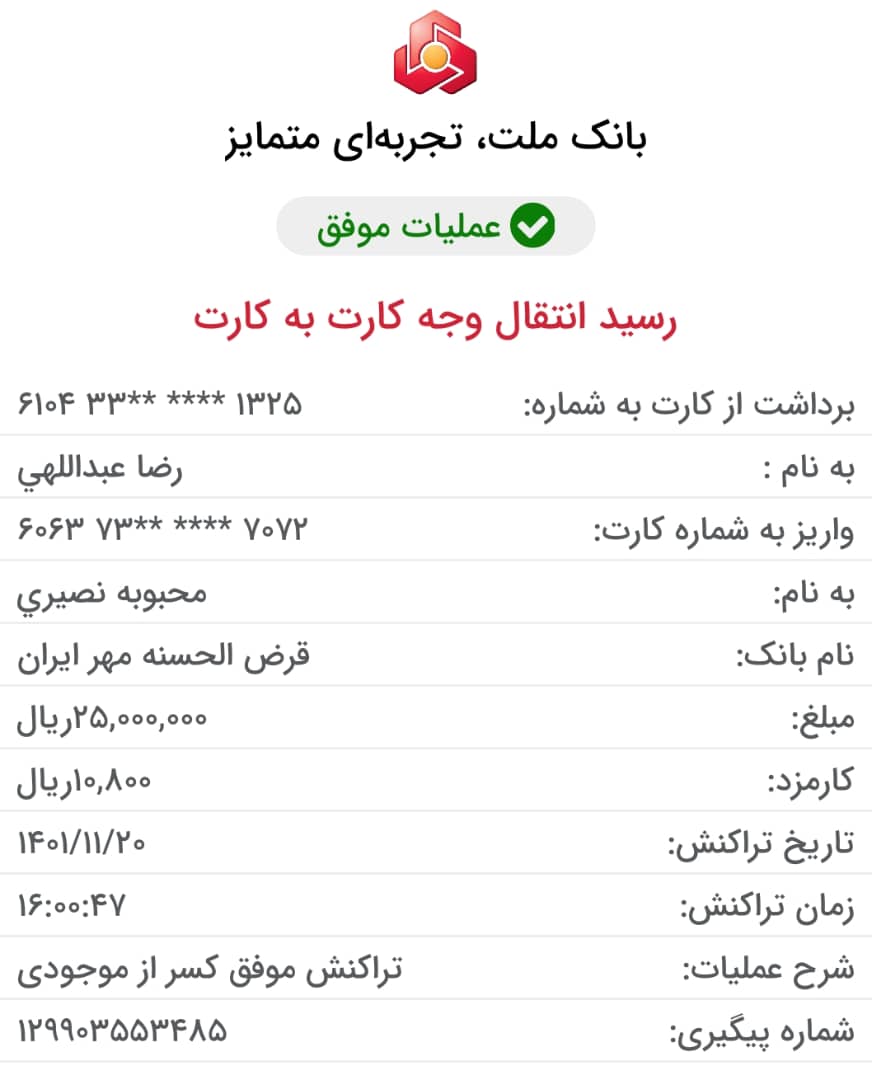 بانک ملت، تجربه‌ای متمایز
عملیات موفق
رسید انتقال وجه کارت به کارت
برداشت از کارت به شماره: ۶۱۰۴ ۳۳** **** ۱۳۲۵
به نام : رضا عبداللهي
واریز به شماره کارت: ۶۰۶۳ ۷۳** **** ۷۰۷۲
به نام: محبوبه نصيري
نام بانک: قرض الحسنه مهر ایران
مبلغ: ۲۵,۰۰۰,۰۰۰ریال
کارمزد: ۱۰,۸۰۰ریال
تاریخ تراکنش: ۱۴۰۱/۱۱/۲۰
زمان تراکنش: ۱۶:۰۰:۴۷
شرح عملیات: تراکنش موفق کسر از موجودی
شماره پیگیری: ۱۲۹۹۰۳۵۵۳۴۸۵